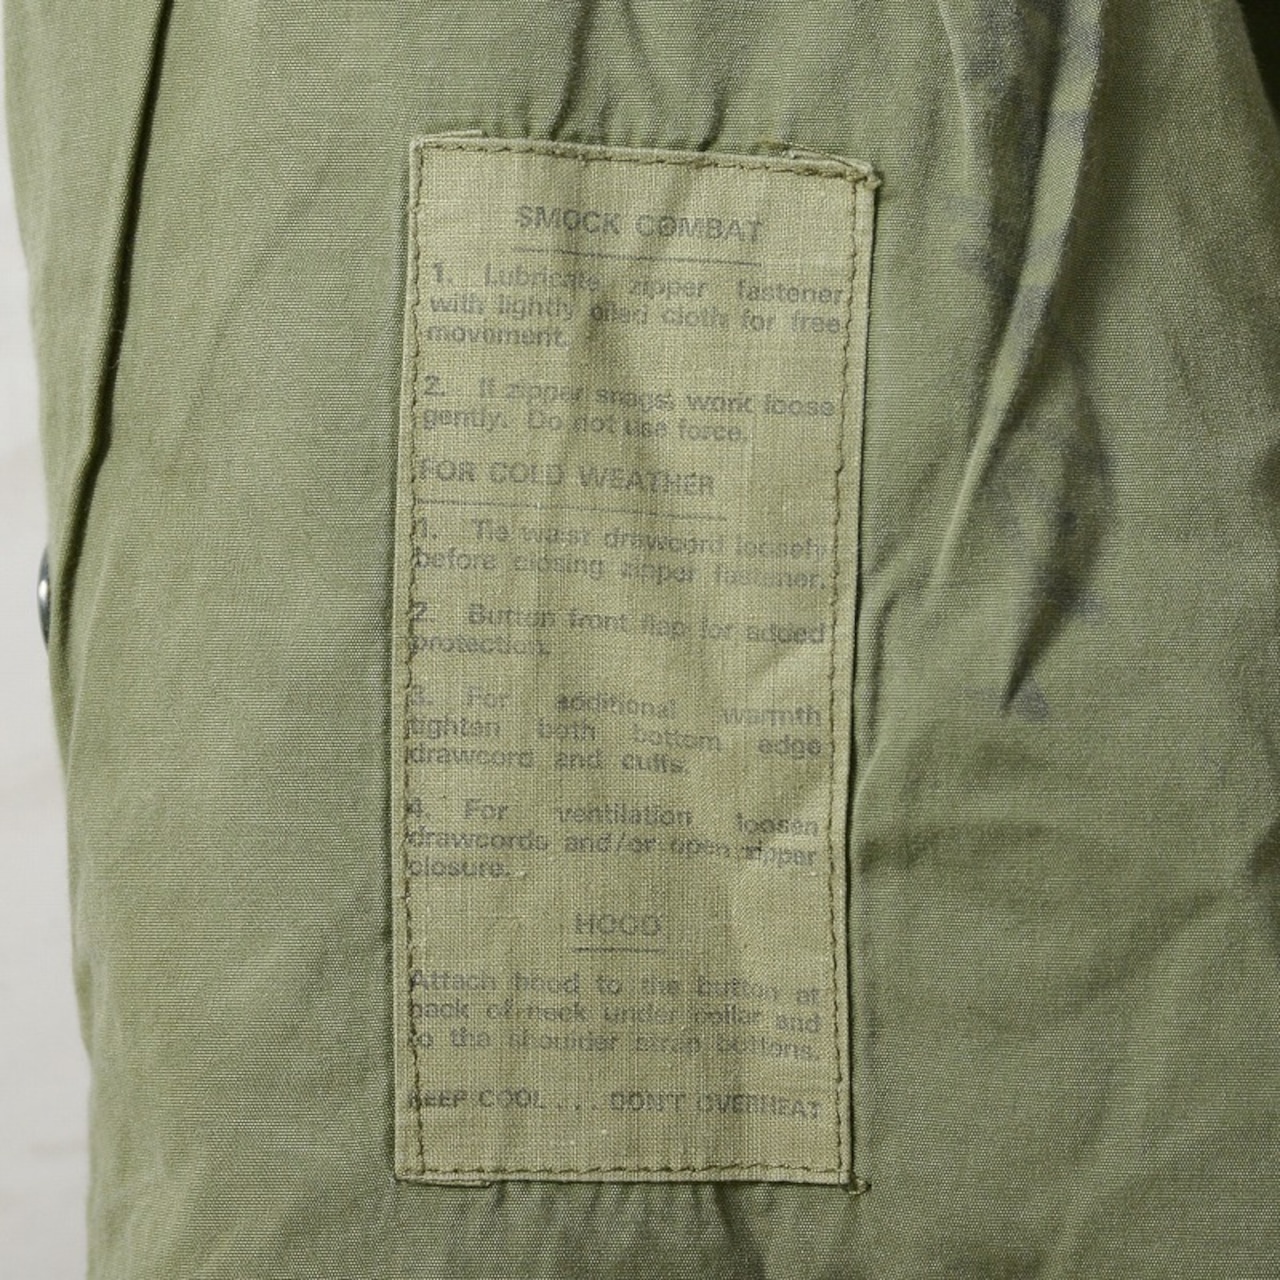 SMOCK COMBAT
1. Lubricate zipper fastener
with lightly oiled cloth for free
movement.
2. If zipper snags work loose
gently. Do not use force.
FOR COLD WEATHER
1. Tie waist drawcord loosely
before closing zipper fastener.
2. Button front flap for added
protection.
3. For additional warmth
tighten both bottom edge
drawcord and cuffs.
4. For ventilation loosen
drawcords and/or open zipper
closure.
HOOD
Attach hood to the button at
back of neck under collar and
to the shoulder strap buttons.
KEEP COOL... DON'T OVERHEAT